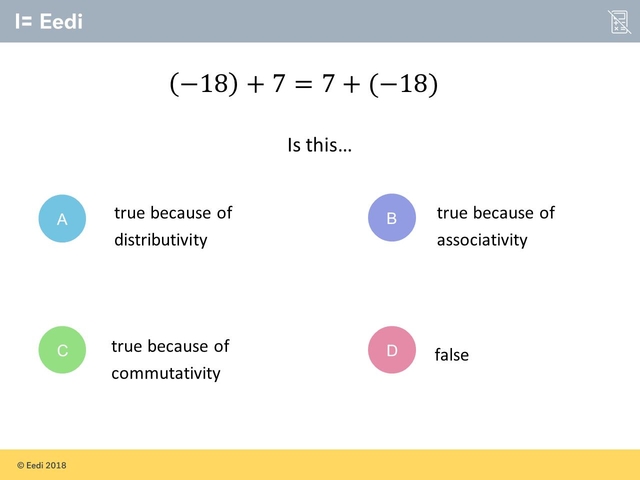 I= Eedi
(−18) + 7 = 7 + (−18)
Is this…
A
true because of
distributivity
B
true because of
associativity
C
true because of
commutativity
D
false
© Eedi 2018